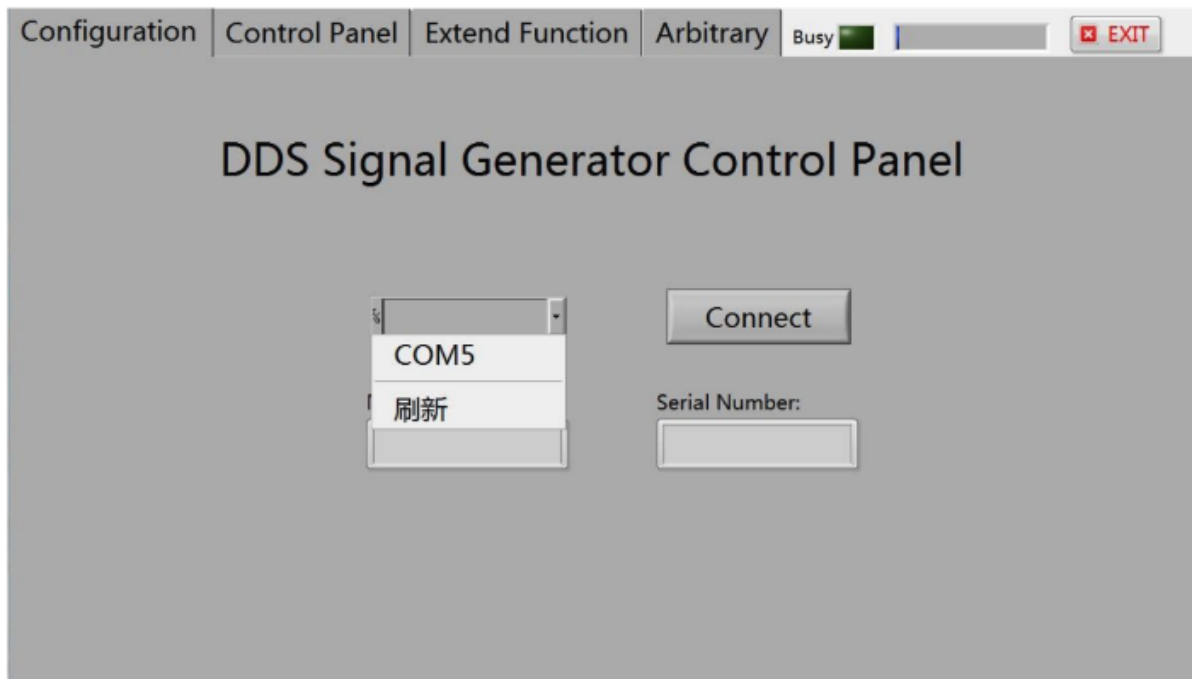 Configuration Control Panel Extend Function Arbitrary Busy EXIT
DDS Signal Generator Control Panel
Connect
COM5
刷新
Serial Number: